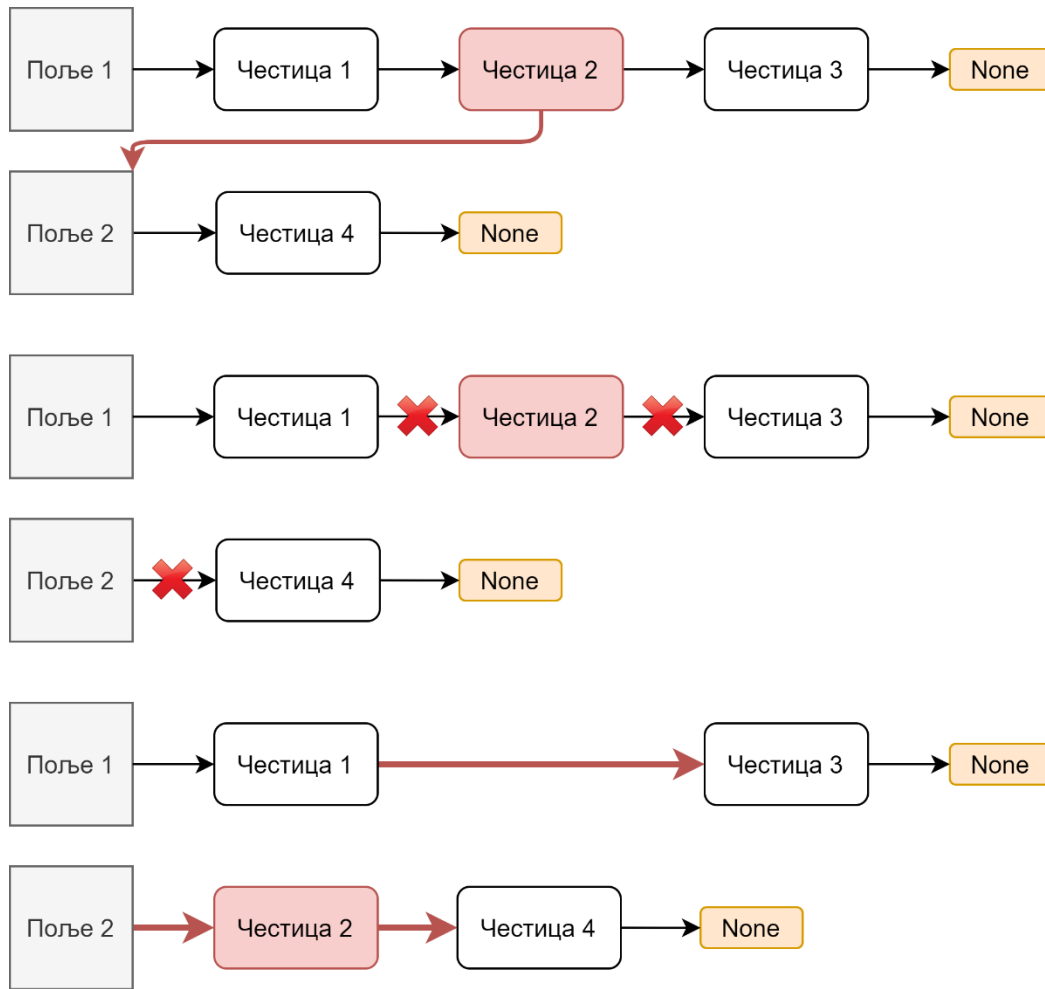 Поље 1 Честица 1 Честица 2 Честица 3 None
Поље 2 Честица 4 None
Поље 1 Честица 1 Честица 2 Честица 3 None
Поље 2 Честица 4 None
Поље 1 Честица 1 Честица 3 None
Поље 2 Честица 2 Честица 4 None